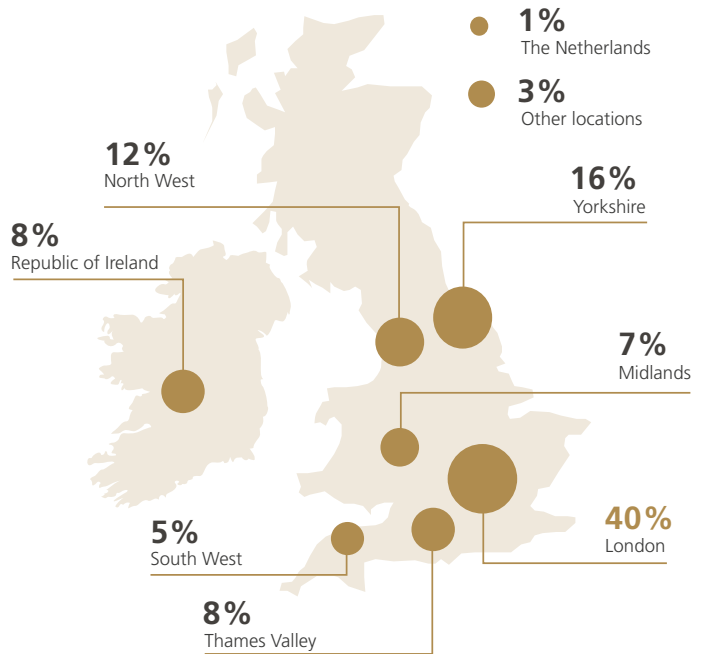 1%
The Netherlands
3%
Other locations
12%
North West
16%
Yorkshire
8%
Republic of Ireland
7%
Midlands
40%
London
5%
South West
8%
Thames Valley